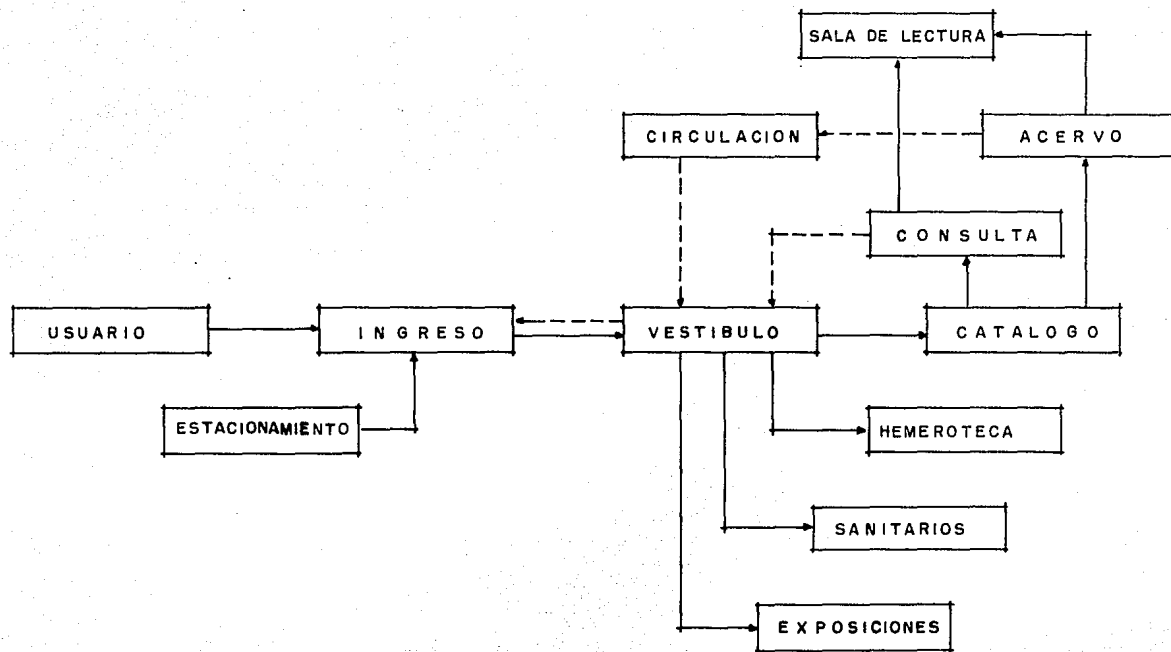 SALA DE LECTURA
CIRCULACION
ACERVO
CONSULTA
USUARIO
INGRESO
VESTIBULO
CATALOGO
ESTACIONAMIENTO
HEMEROTECA
SANITARIOS
EXPOSICIONES